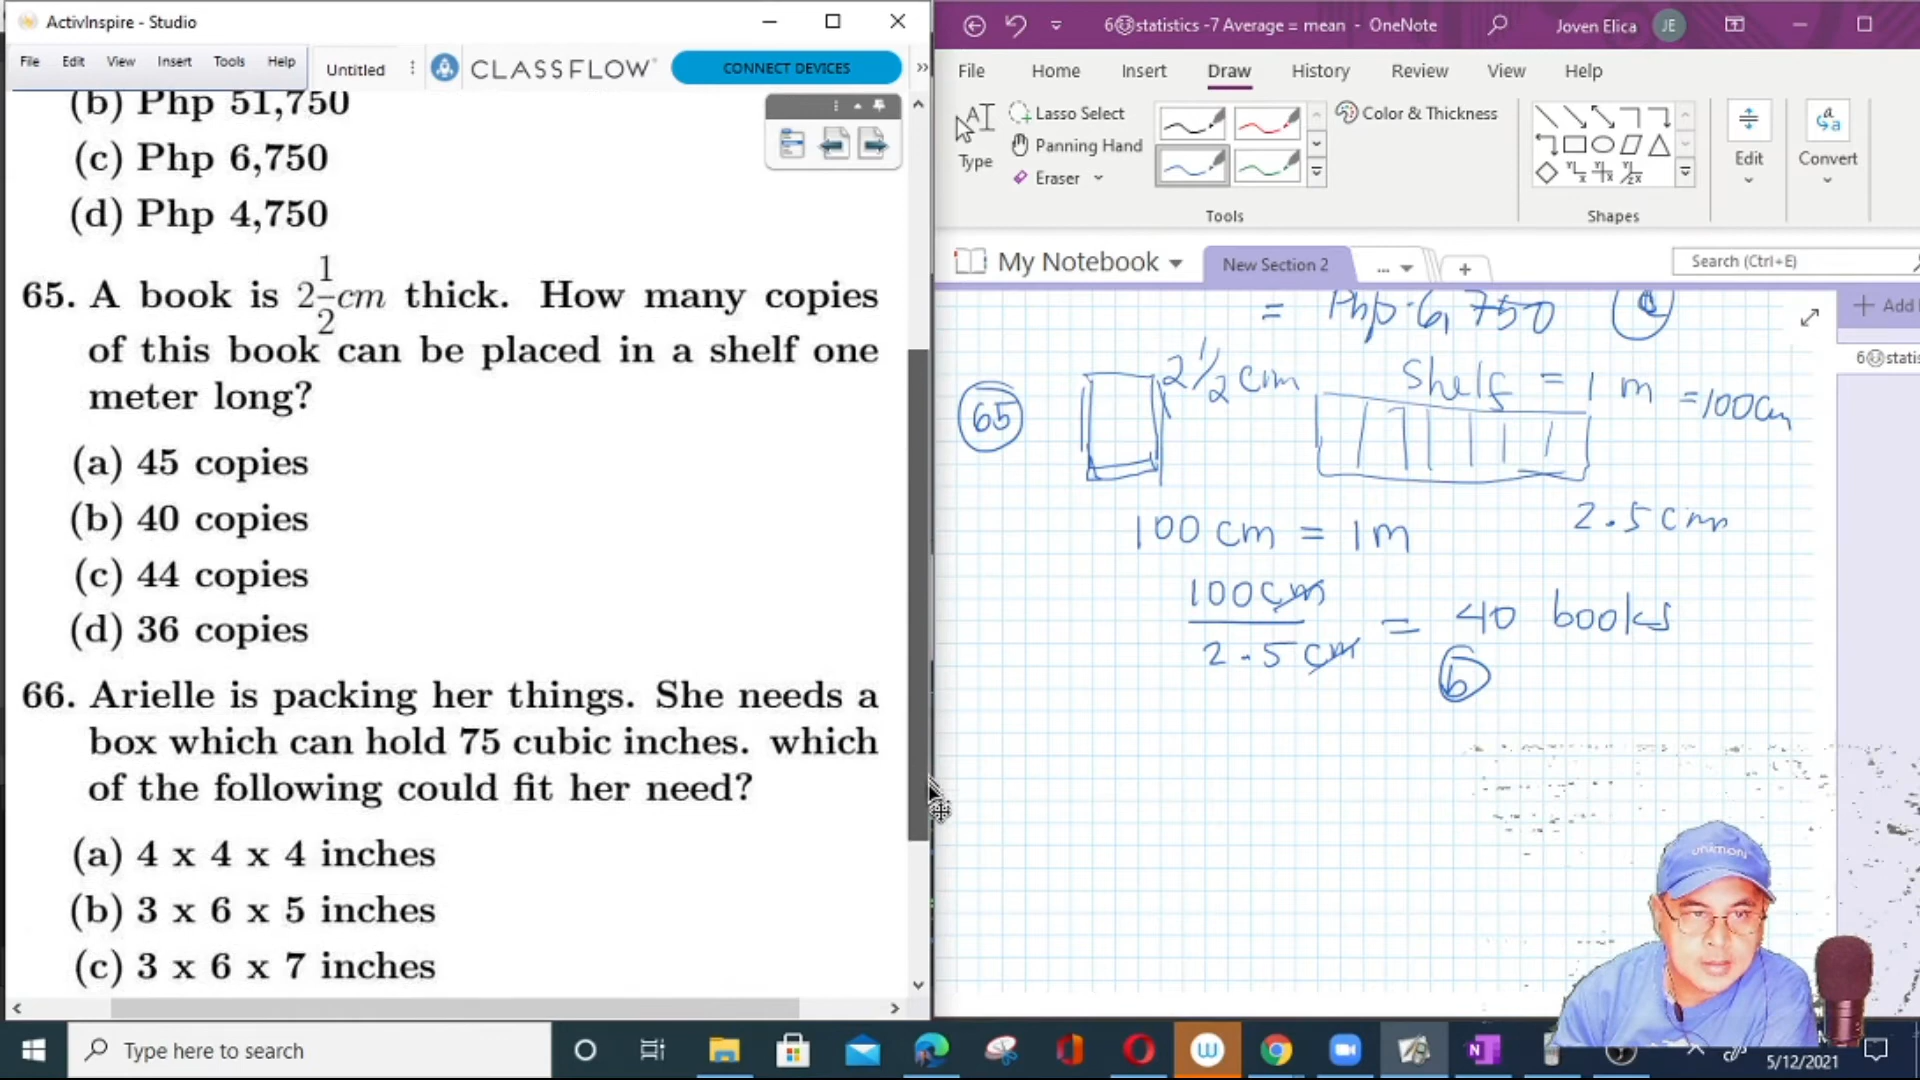 ActivInspire - Studio
File Edit View Insert Tools Help
Untitled
CLASSFLOW
CONNECT DEVICES
(b) Php 51,750
(c) Php 6,750
(d) Php 4,750
65. A book is 2 1/2 cm thick. How many copies
of this book can be placed in a shelf one
meter long?
(a) 45 copies
(b) 40 copies
(c) 44 copies
(d) 36 copies
66. Arielle is packing her things. She needs a
box which can hold 75 cubic inches. which
of the following could fit her need?
(a) 4 x 4 x 4 inches
(b) 3 x 6 x 5 inches
(c) 3 x 6 x 7 inches
statistics -7 Average = mean - OneNote
Joven Elica
JE
File Home Insert Draw History Review View Help
Type
Lasso Select
Panning Hand
Eraser
Color & Thickness
Tools
Shapes
Edit
Convert
My Notebook
New Section 2
...
Search (Ctrl+E)
Add
= Php 6,750
65
2 1/2 cm
Shelf = 1 m = 100cm
100 cm = 1m
2.5 cm
100cm
2.5cm
= 40 books
b
unimoni
Type here to search
5/12/2021